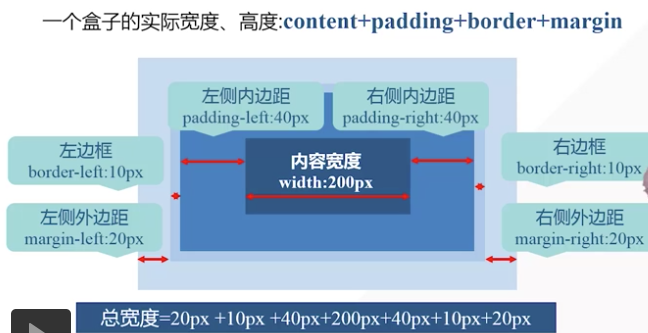 一个盒子的实际宽度、高度:content+padding+border+margin
左侧内边距
padding-left:40px
右侧内边距
padding-right:40px
左边框
border-left:10px
内容宽度
width:200px
右边框
border-right:10px
左侧外边距
margin-left:20px
右侧外边距
margin-right:20px
总宽度=20px +10px +40px+200px+40px+10px+20px